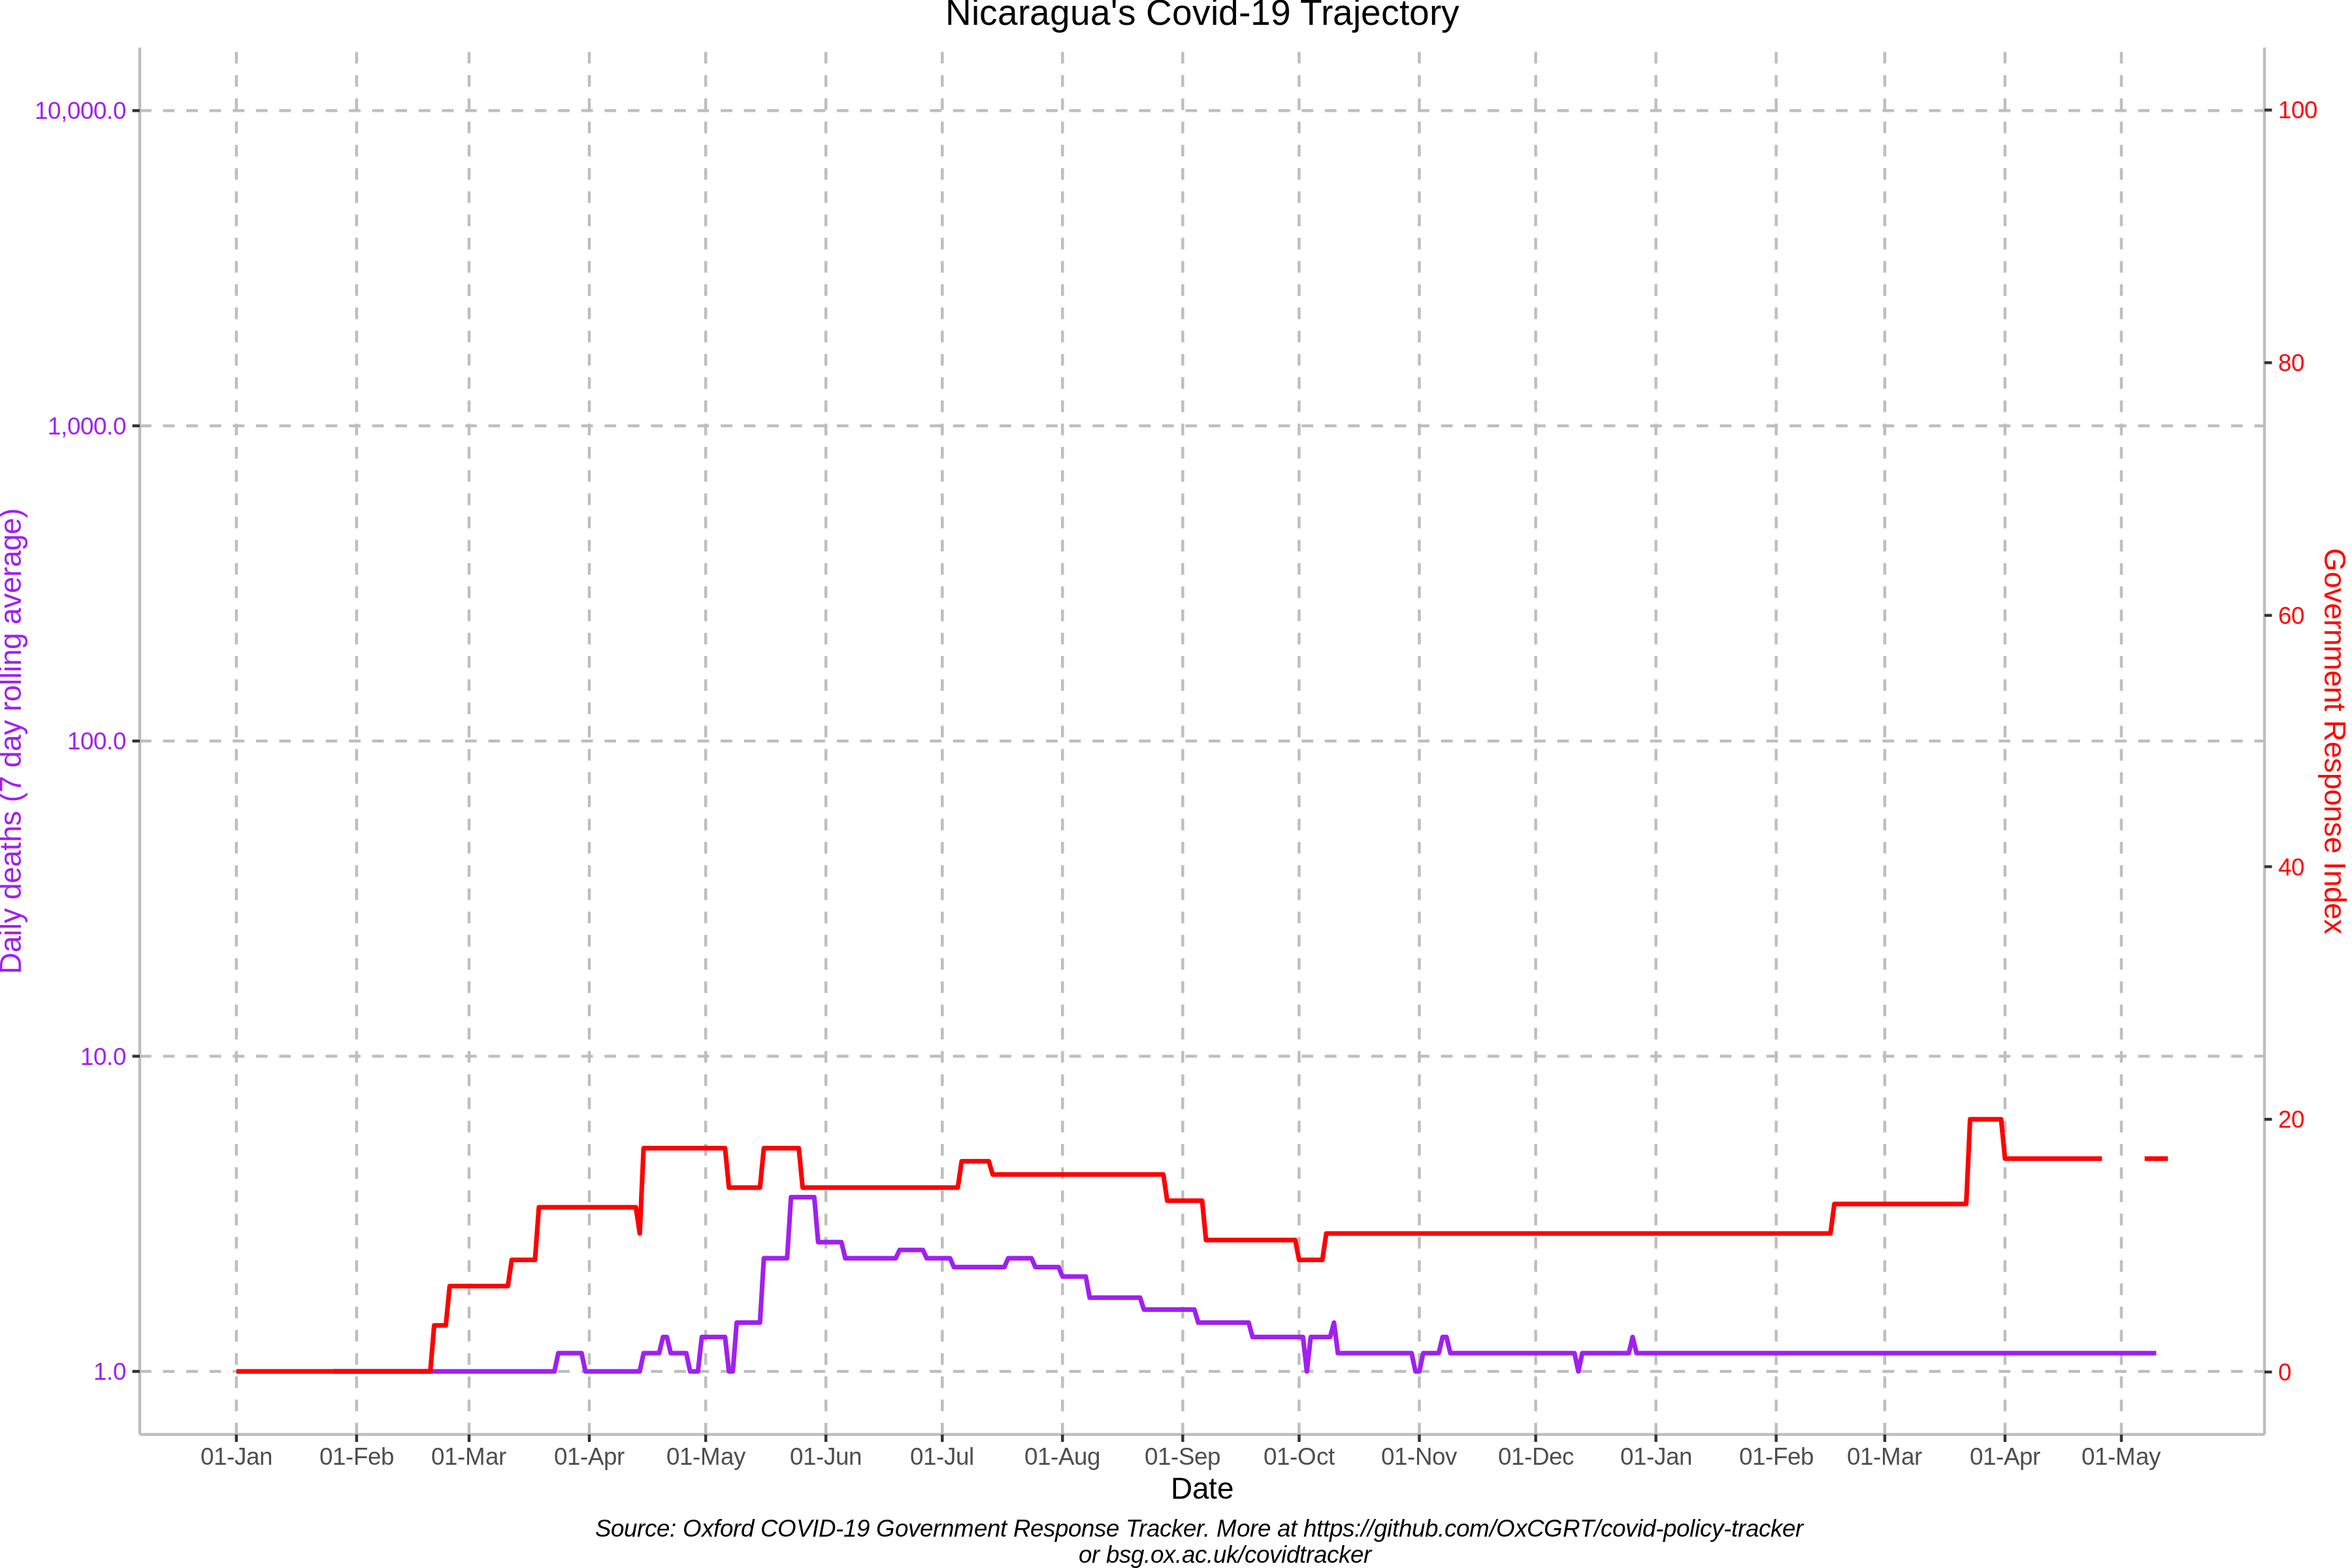 Nicaragua's Covid-19 Trajectory
10,000.0
1,000.0
100.0
10.0
1.0
Daily deaths (7 day rolling average)
100
80
60
40
20
0
Government Response Index
01-Jan 01-Feb 01-Mar 01-Apr 01-May 01-Jun 01-Jul 01-Aug 01-Sep 01-Oct 01-Nov 01-Dec 01-Jan 01-Feb 01-Mar 01-Apr 01-May
Date
Source: Oxford COVID-19 Government Response Tracker. More at https://github.com/OxCGRT/covid-policy-tracker
or bsg.ox.ac.uk/covidtracker